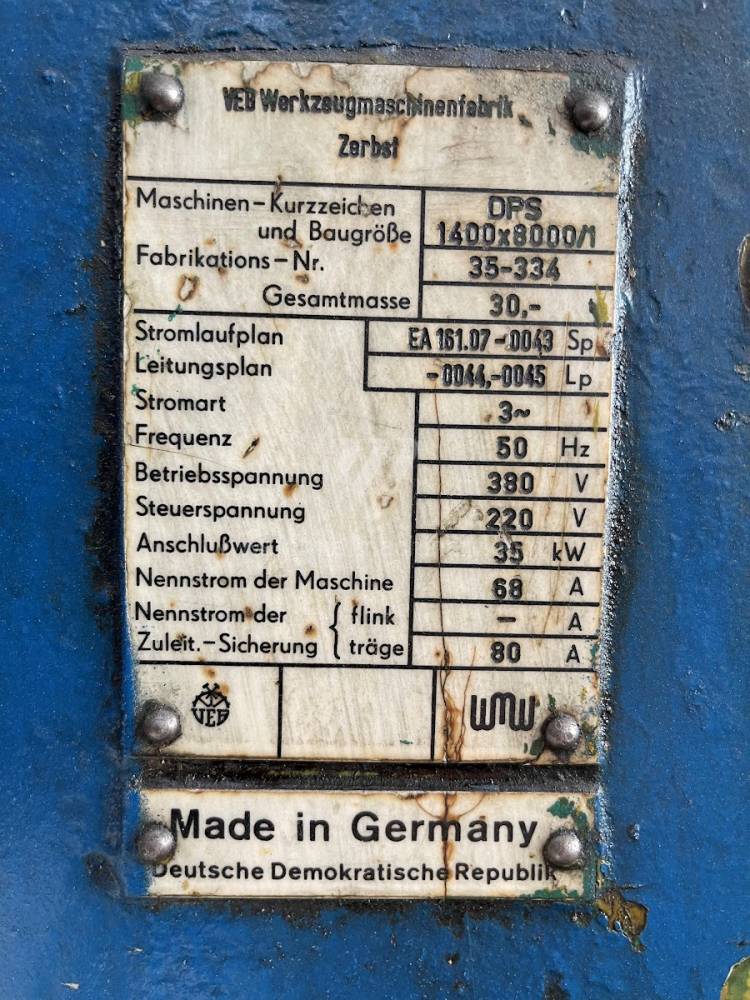 VEB Werkzeugmaschinenfabrik
Zerbst
Maschinen-Kurzzeichen DPS
und Baugröße 1400x8000/1
Fabrikations-Nr. 35-334
Gesamtmasse 30,-
Stromlaufplan EA 161.07-0043 Sp
Leitungsplan -0044,-0045 Lp
Stromart 3~
Frequenz 50 Hz
Betriebsspannung 380 V
Steuerspannung 220 V
Anschlußwert 35 kW
Nennstrom der Maschine 68 A
Nennstrom der { flink – A
Zuleit.-Sicherung träge 80 A
VEB WMW
Made in Germany
Deutsche Demokratische Republik